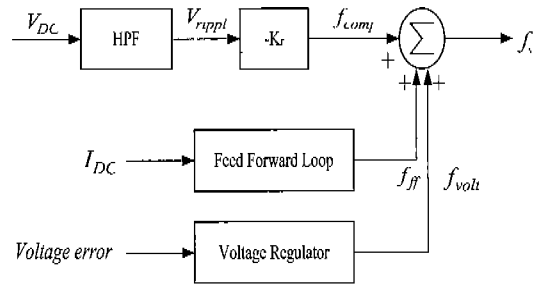 V_DC HPF V_rippl -K_r f_comp Σ f_s
+
+ +
I_DC Feed Forward Loop f_ff f_volt
Voltage error Voltage Regulator